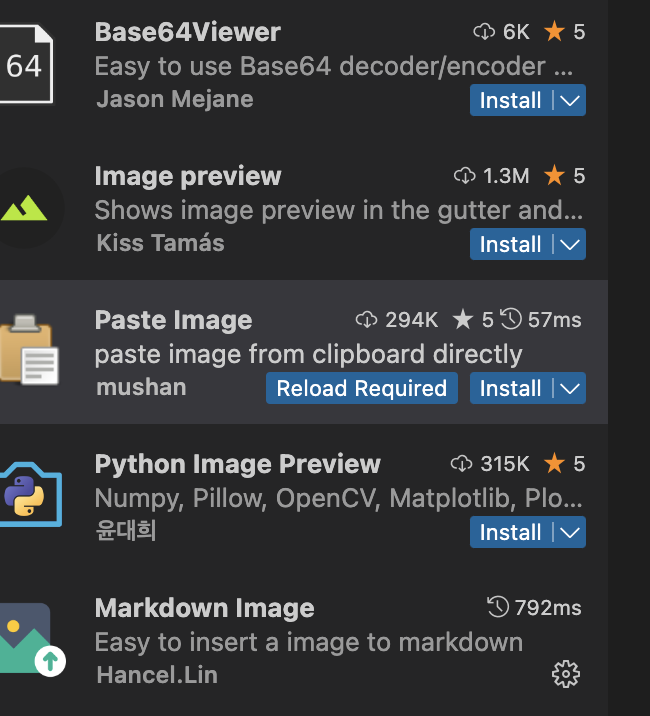 64
Base64Viewer 6K 5
Easy to use Base64 decoder/encoder ...
Jason Mejane Install
Image preview 1.3M 5
Shows image preview in the gutter and...
Kiss Tamás Install
Paste Image 294K 5 57ms
paste image from clipboard directly
mushan Reload Required Install
Python Image Preview 315K 5
Numpy, Pillow, OpenCV, Matplotlib, Plo...
윤대희 Install
Markdown Image 792ms
Easy to insert a image to markdown
Hancel.Lin